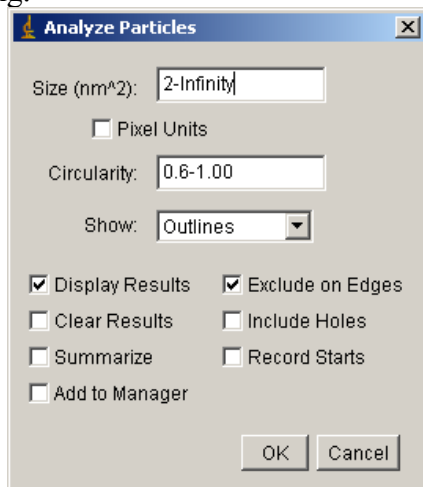 g.
Analyze Particles
Size (nm^2): 2-Infinity
Pixel Units
Circularity: 0.6-1.00
Show: Outlines
Display Results Exclude on Edges
Clear Results Include Holes
Summarize Record Starts
Add to Manager
OK Cancel